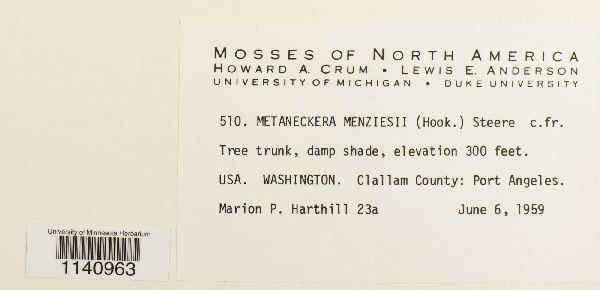 MOSSES OF NORTH AMERICA
HOWARD A. CRUM • LEWIS E. ANDERSON
UNIVERSITY OF MICHIGAN • DUKE UNIVERSITY
510. METANECKERA MENZIESII (Hook.) Steere c.fr.
Tree trunk, damp shade, elevation 300 feet.
USA. WASHINGTON. Clallam County: Port Angeles.
Marion P. Harthill 23a June 6, 1959
University of Minnesota Herbarium
1140963